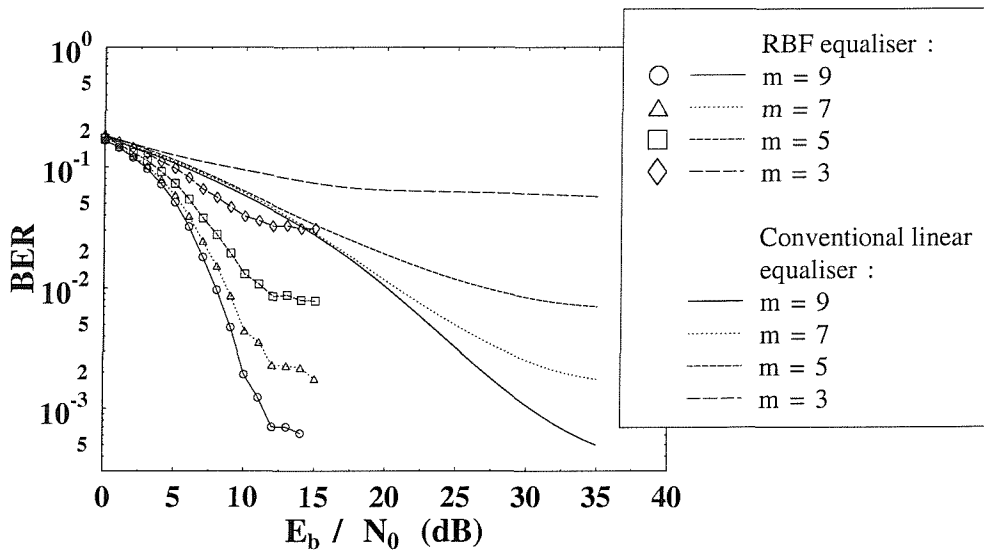 10^0
2
10^-1
5
2
10^-2
5
2
10^-3
5
BER
0 5 10 15 20 25 30 35 40
E_b / N_0 (dB)
RBF equaliser :
m = 9
m = 7
m = 5
m = 3
Conventional linear
equaliser :
m = 9
m = 7
m = 5
m = 3